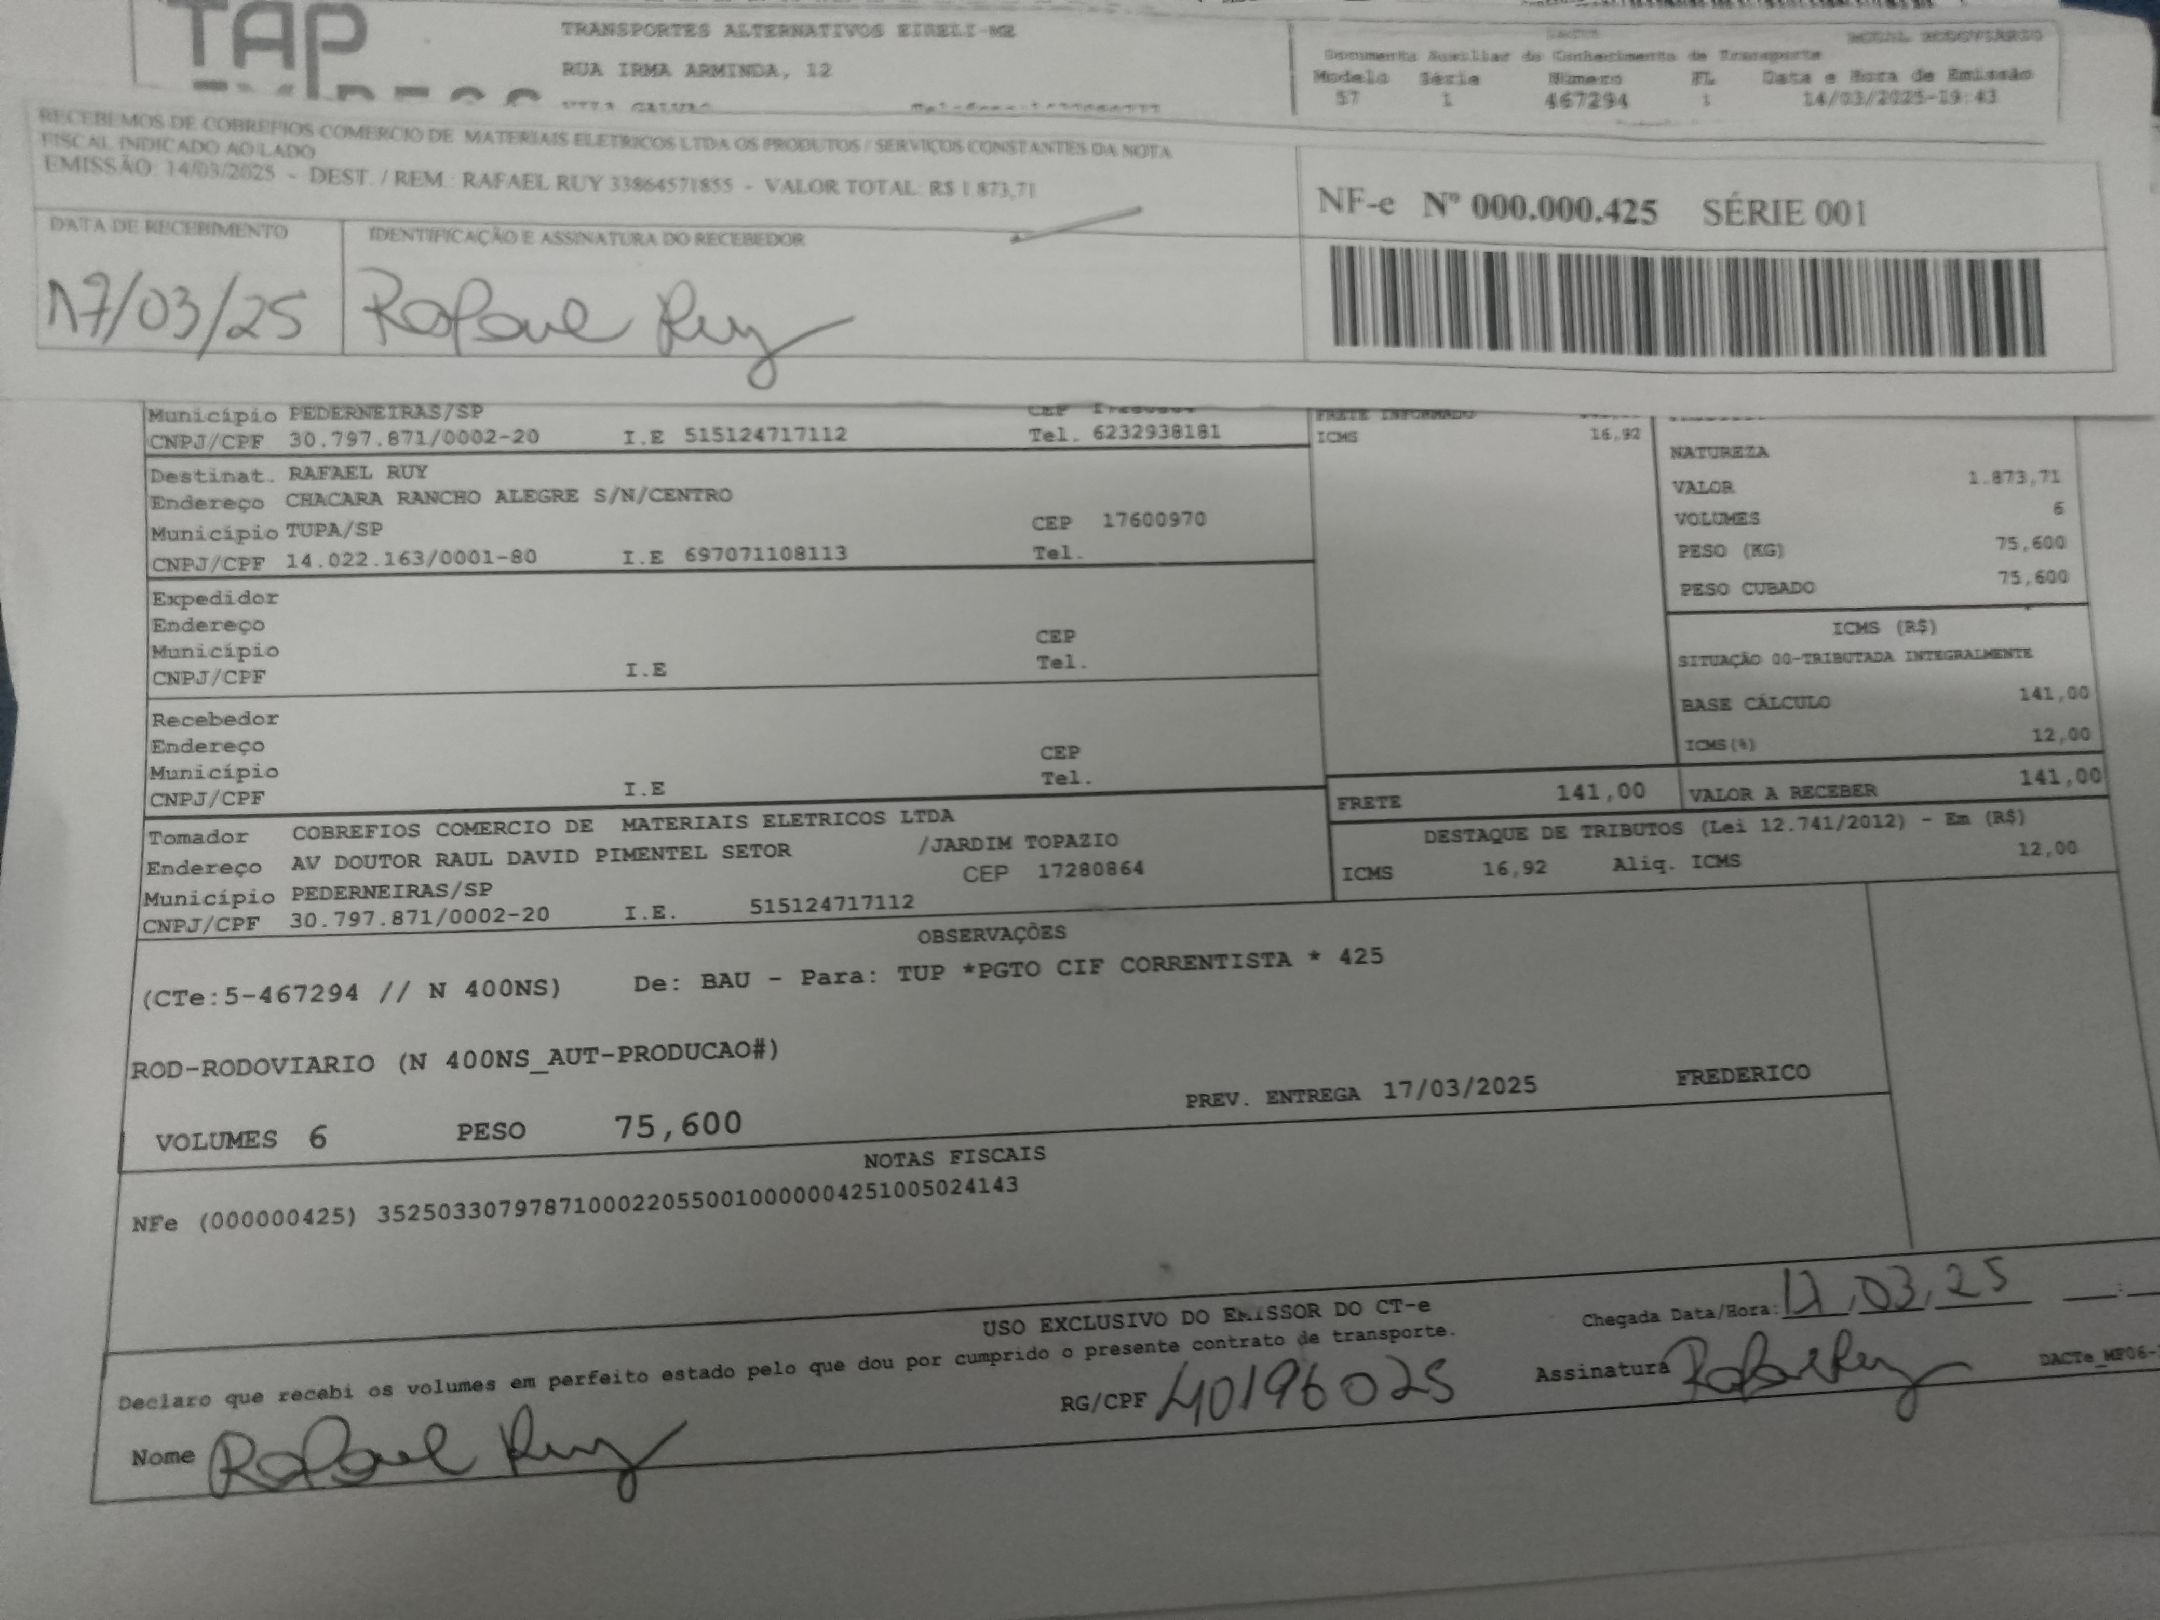 TAP
TRANSPORTES ALTERNATIVOS EIRELI-M2
RUA IRMA ARMINDA, 12
MODAL RODOVIARIO
Documento Auxiliar do Conhecimento de Transporte
Modelo Série Número FL Data e Hora de Emissão
57 1 467294 1 14/03/2025-19:43
RECEBEMOS DE COBREFIOS COMERCIO DE MATERIAIS ELETRICOS LTDA OS PRODUTOS / SERVIÇOS CONSTANTES DA NOTA
FISCAL INDICADO AO LADO
EMISSÃO: 14/03/2025 - DEST. / REM.: RAFAEL RUY 33864571855 - VALOR TOTAL: R$ 1.873,71
NF-e Nº 000.000.425 SÉRIE 001
DATA DE RECEBIMENTO IDENTIFICAÇÃO E ASSINATURA DO RECEBEDOR
17/03/25 Rafael Ruy
Município PEDERNEIRAS/SP CEP
CNPJ/CPF 30.797.871/0002-20 I.E 515124717112 Tel. 6232938181
FRETE INFORMADO
ICMS 16,92
Destinat. RAFAEL RUY
Endereço CHACARA RANCHO ALEGRE S/N/CENTRO
Município TUPA/SP CEP 17600970
CNPJ/CPF 14.022.163/0001-80 I.E 697071108113 Tel.
NATUREZA
VALOR 1.873,71
VOLUMES 6
PESO (KG) 75,600
PESO CUBADO 75,600
Expedidor
Endereço
Município CEP
CNPJ/CPF I.E Tel.
ICMS (R$)
SITUAÇÃO 00-TRIBUTADA INTEGRALMENTE
BASE CÁLCULO 141,00
ICMS(%) 12,00
Recebedor
Endereço
Município CEP
CNPJ/CPF I.E Tel.
FRETE 141,00 VALOR A RECEBER 141,00
Tomador COBREFIOS COMERCIO DE MATERIAIS ELETRICOS LTDA
Endereço AV DOUTOR RAUL DAVID PIMENTEL SETOR /JARDIM TOPAZIO
Município PEDERNEIRAS/SP CEP 17280864
CNPJ/CPF 30.797.871/0002-20 I.E. 515124717112
DESTAQUE DE TRIBUTOS (Lei 12.741/2012) - Em (R$)
ICMS 16,92 Aliq. ICMS 12,00
OBSERVAÇÕES
(CTe:5-467294 // N 400NS) De: BAU - Para: TUP *PGTO CIF CORRENTISTA * 425
ROD-RODOVIARIO (N 400NS_AUT-PRODUCAO#)
PREV. ENTREGA 17/03/2025 FREDERICO
VOLUMES 6 PESO 75,600
NOTAS FISCAIS
NFe (000000425) 35250330797871000220550010000004251005024143
USO EXCLUSIVO DO EMISSOR DO CT-e
Declaro que recebi os volumes em perfeito estado pelo que dou por cumprido o presente contrato de transporte.
Chegada Data/Hora: 17,03,25 __:
Nome Rafael Ruy RG/CPF 40196025 Assinatura Rafael Ruy